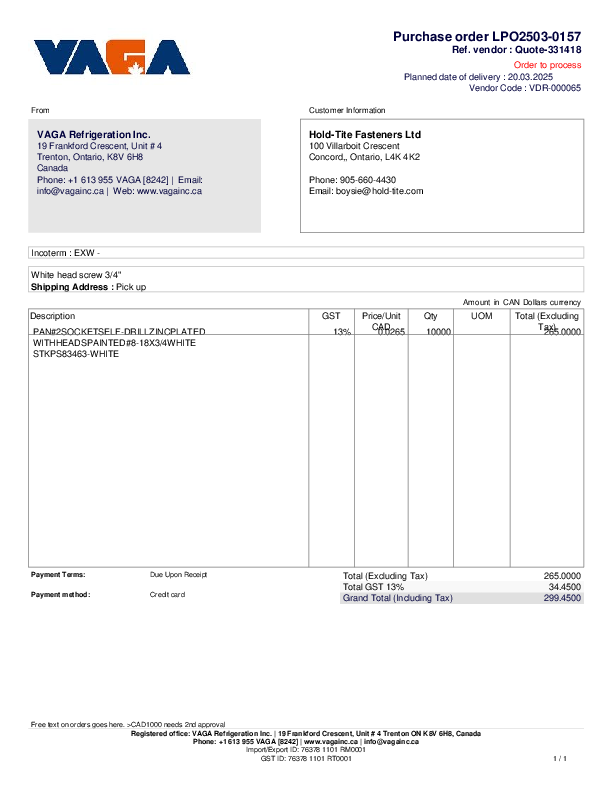 VAGA
Purchase order LPO2503-0157
Ref. vendor : Quote-331418
Order to process
Planned date of delivery : 20.03.2025
Vendor Code : VDR-000065
From
VAGA Refrigeration Inc.
19 Frankford Crescent, Unit # 4
Trenton, Ontario, K8V 6H8
Canada
Phone: +1 613 955 VAGA [8242] | Email:
info@vagainc.ca | Web: www.vagainc.ca
Customer Information
Hold-Tite Fasteners Ltd
100 Villarboit Crescent
Concord,, Ontario, L4K 4K2
Phone: 905-660-4430
Email: boysie@hold-tite.com
Incoterm : EXW -
White head screw 3/4"
Shipping Address : Pick up
Amount in CAN Dollars currency
Description GST Price/Unit CAD Qty UOM Total (Excluding Tax)
PAN#2SOCKETSELF-DRILLZINCPLATED 13% 0.0265 10000 265.0000
WITHHEADSPAINTED#8-18X3/4WHITE
STKPS83463-WHITE
Payment Terms: Due Upon Receipt
Payment method: Credit card
Total (Excluding Tax) 265.0000
Total GST 13% 34.4500
Grand Total (Including Tax) 299.4500
Free text on orders goes here. >CAD1000 needs 2nd approval
Registered office: VAGA Refrigeration Inc. | 19 Frankford Crescent, Unit # 4 Trenton ON K8V 6H8, Canada
Phone: +1 613 955 VAGA [8242] | www.vagainc.ca | info@vagainc.ca
Import/Export ID: 76378 1101 RM0001
GST ID: 76378 1101 RT0001
1 / 1